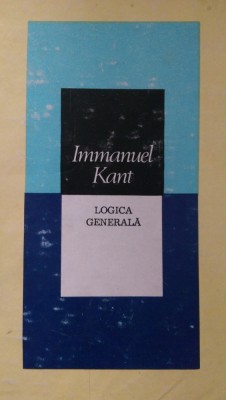 Immanuel
Kant
LOGICA
GENERALĂ